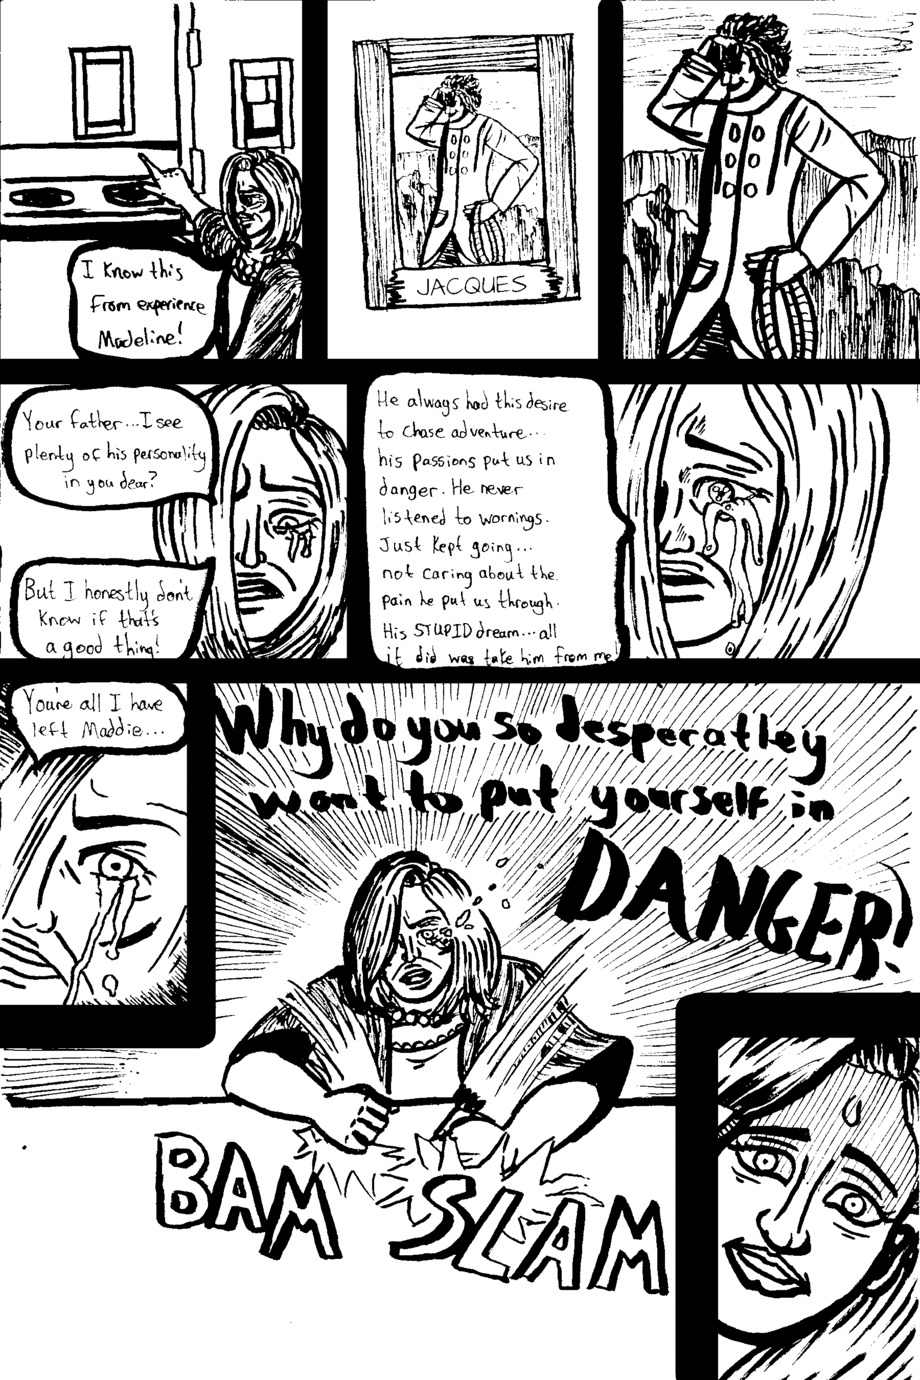 I know this
from experience
Madeline!
JACQUES
Your father...I see
plenty of his personality
in you dear?
But I honestly don't
know if that's
a good thing!
He always had this desire
to chase adventure...
his passions put us in
danger. He never
listened to warnings.
Just kept going...
not caring about the
pain he put us through.
His STUPID dream...all
it did was take him from me
You're all I have
left Maddie...
Why do you so desperatley
want to put yourself in
DANGER!
BAM SLAM